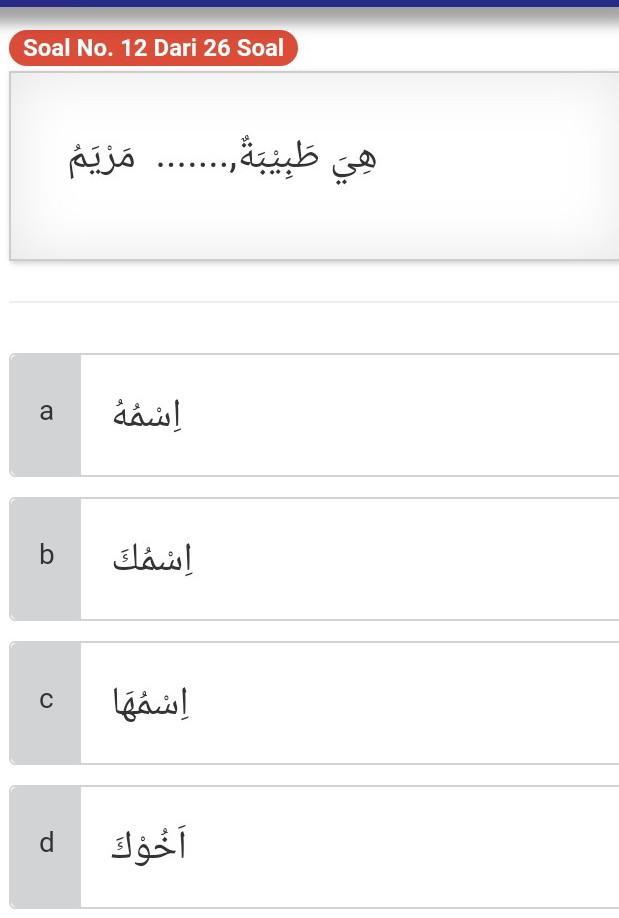 Soal No. 12 Dari 26 Soal
هِيَ طَبِيْبَةٌ,....... مَرْيَمُ
a
اِسْمُهُ
b
اِسْمُكَ
c
اِسْمُهَا
d
اَخُوْكَ